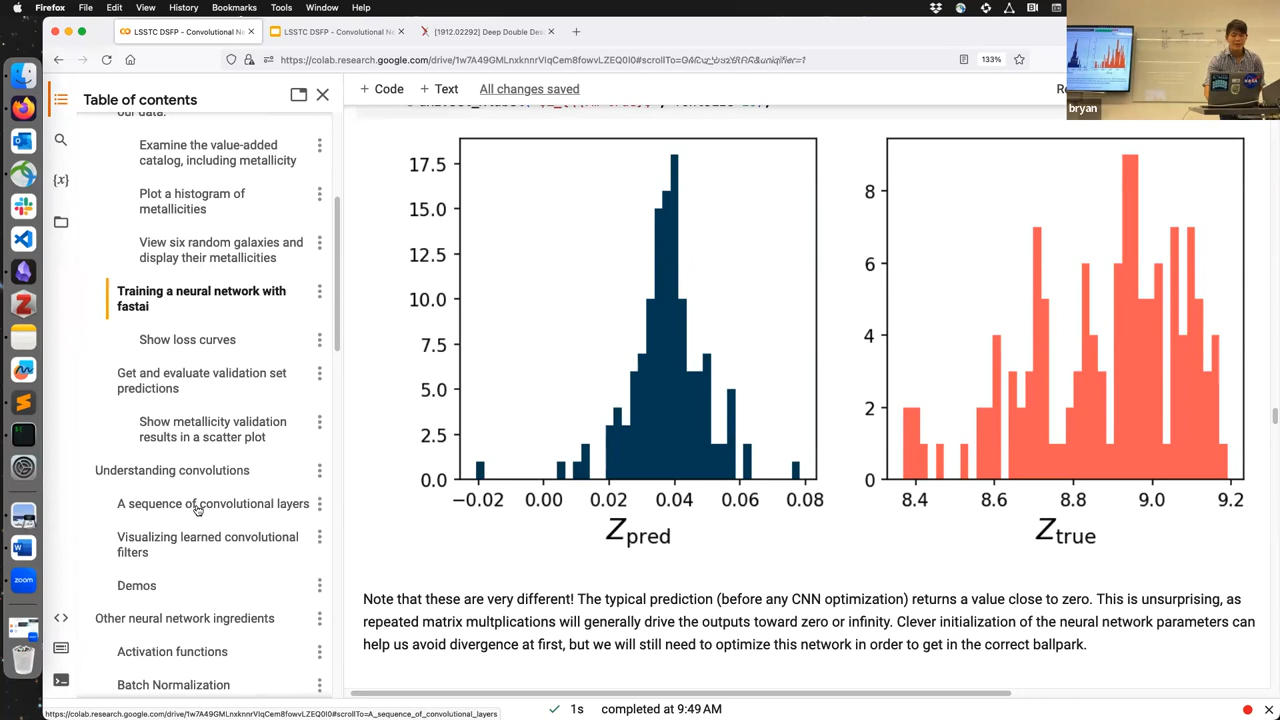 Firefox File Edit View History Bookmarks Tools Window Help
LSSTC DSFP - Convolutional Ne
LSSTC DSFP - Convolutional Ne
[1912.02292] Deep Double Des
133%
Table of contents
+ Code + Text All changes saved
our data.
Examine the value-added
catalog, including metallicity
Plot a histogram of
metallicities
View six random galaxies and
display their metallicities
Training a neural network with
fastai
Show loss curves
Get and evaluate validation set
predictions
Show metallicity validation
results in a scatter plot
Understanding convolutions
A sequence of convolutional layers
Visualizing learned convolutional
filters
Demos
Other neural network ingredients
Activation functions
Batch Normalization
bryan
17.5
15.0
12.5
10.0
7.5
5.0
2.5
0.0
−0.02 0.00 0.02 0.04 0.06 0.08
Zpred
8
6
4
2
0
8.4 8.6 8.8 9.0 9.2
Ztrue
Note that these are very different! The typical prediction (before any CNN optimization) returns a value close to zero. This is unsurprising, as
repeated matrix multplications will generally drive the outputs toward zero or infinity. Clever initialization of the neural network parameters can
help us avoid divergence at first, but we will still need to optimize this network in order to get in the correct ballpark.
1s completed at 9:49 AM
zoom